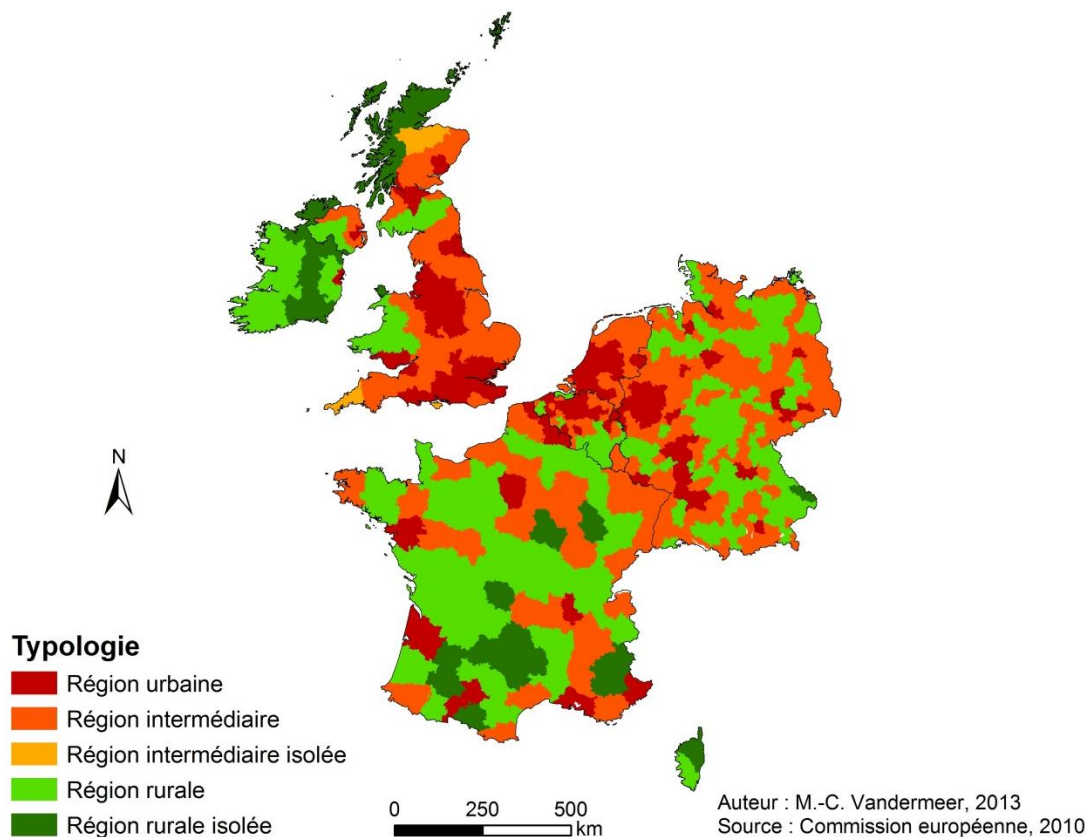 N
Typologie
Région urbaine
Région intermédiaire
Région intermédiaire isolée
Région rurale
Région rurale isolée
0 250 500
km
Auteur : M.-C. Vandermeer, 2013
Source : Commission européenne, 2010